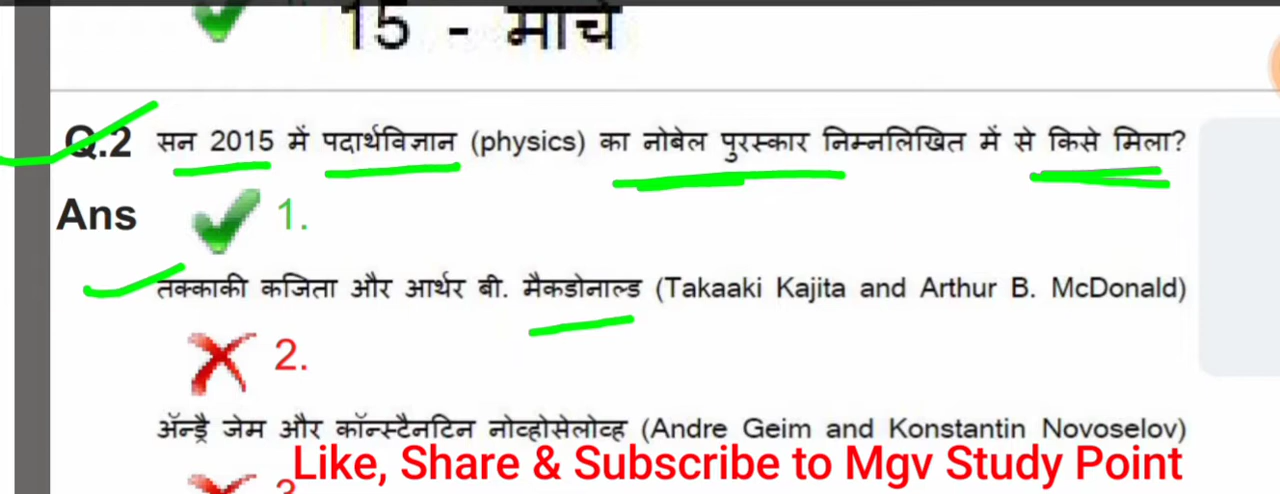 15 - मार्च
Q.2 सन 2015 में पदार्थविज्ञान (physics) का नोबेल पुरस्कार निम्नलिखित में से किसे मिला?
Ans 1.
तक्काकी कजिता और आर्थर बी. मैकडोनाल्ड (Takaaki Kajita and Arthur B. McDonald)
2.
ॲन्ड्रै जेम और कॉन्स्टैनटिन नोव्होसेलोव्ह (Andre Geim and Konstantin Novoselov)
Like, Share & Subscribe to Mgv Study Point